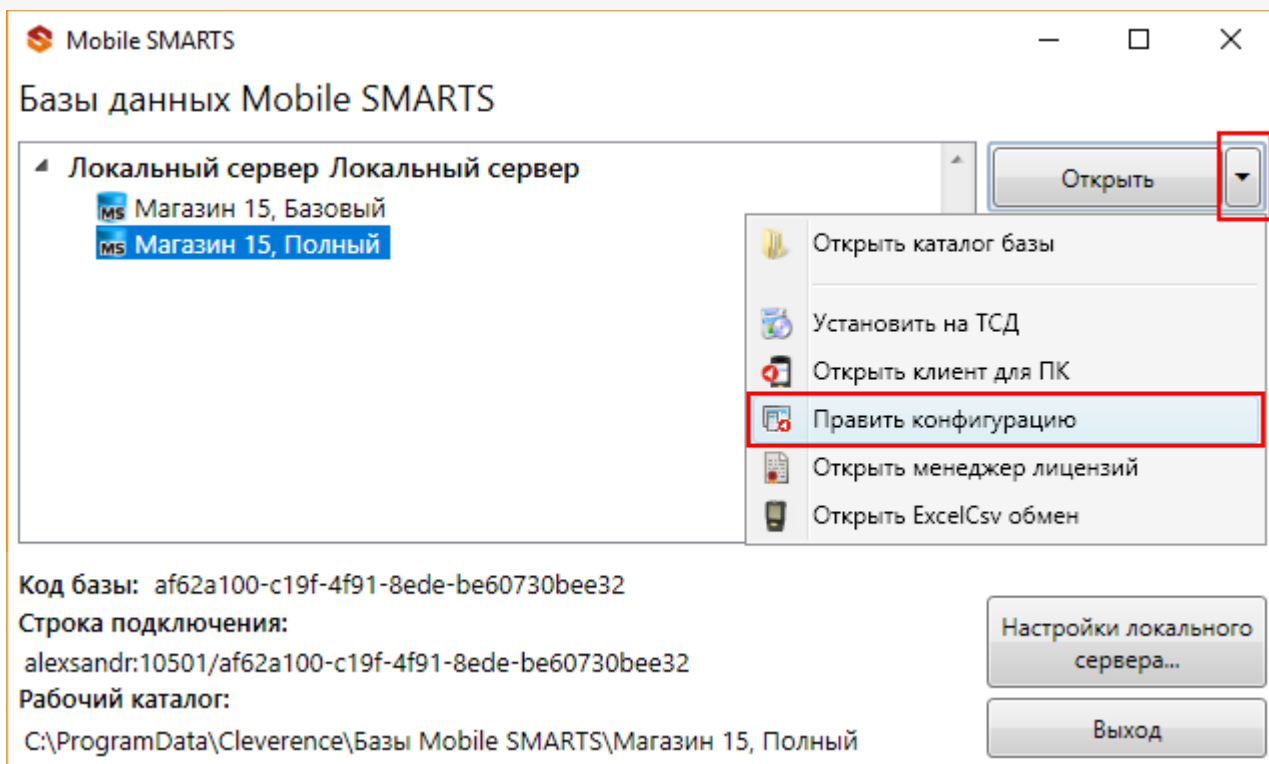 Mobile SMARTS
Базы данных Mobile SMARTS
Локальный сервер Локальный сервер
Магазин 15, Базовый
Магазин 15, Полный
Открыть
Открыть каталог базы
Установить на ТСД
Открыть клиент для ПК
Править конфигурацию
Открыть менеджер лицензий
Открыть ExcelCsv обмен
Код базы: af62a100-c19f-4f91-8ede-be60730bee32
Строка подключения:
alexsandr:10501/af62a100-c19f-4f91-8ede-be60730bee32
Рабочий каталог:
C:\ProgramData\Cleverence\Базы Mobile SMARTS\Магазин 15, Полный
Настройки локального
сервера...
Выход